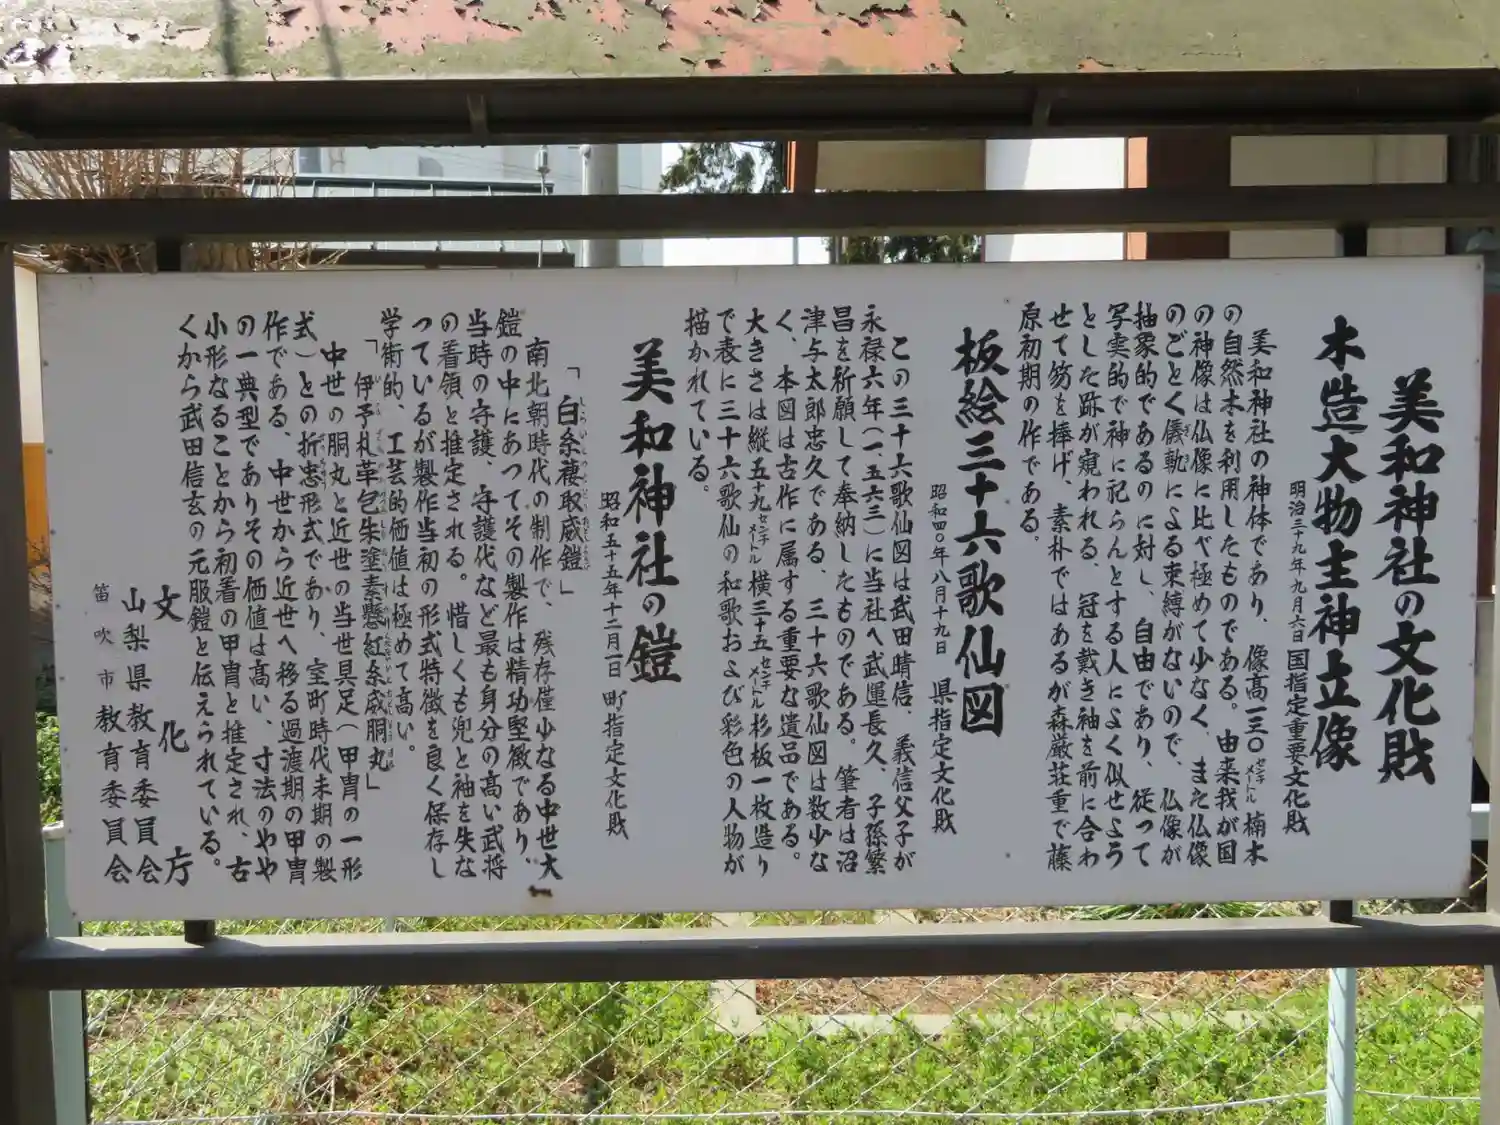 美和神社の文化財
木造大物主神立像
明治三十九年九月六日国指定重要文化財
美和神社の神体であり、像高一三〇センチメートル楠木
の自然木を利用したものである。由来我が国
の神像は仏像に比べ極めて少なく、また仏像
のごとく儀軌による束縛がないので、仏像が
抽象的であるのに対し、自由であり、従って
写実的で神に祀らんとする人によく似せよう
とした跡が窺われる、冠を戴き袖を前に合わ
せて笏を捧げ、素朴ではあるが森厳荘重で藤
原初期の作である。
板絵三十六歌仙図
昭和四〇年八月十九日 県指定文化財
この三十六歌仙図は武田晴信、義信父子が
永禄六年(一、五六三)に当社へ武運長久、子孫繁
昌を祈願して奉納したものである。筆者は沼
津与太郎忠久である、三十六歌仙図は数少な
く、本図は古作に属する重要な遺品である。
大きさは縦五十九センチメートル横三十五センチメートル杉板一枚造り
で表に三十六歌仙の和歌および彩色の人物が
描かれている。
美和神社の鎧
昭和五十五年十二月一日 町指定文化財
「白糸褄取威鎧」
南北朝時代の制作で、残存僅少なる中世大
鎧の中にあってその製作は精功堅緻であり、
当時の守護、守護代など最も身分の高い武将
の着領と推定される。惜しくも兜と袖を失な
っているが製作当初の形式特徴を良く保存し
学術的、工芸的価値は極めて高い。
「伊予札革包朱塗素懸紅糸威胴丸」
中世の胴丸と近世の当世具足(甲冑の一形
式)との折忠形式であり、室町時代末期の製
作である、中世から近世へ移る過渡期の甲冑
の一典型でありその価値は高い、寸法のやや
小形なることから初着の甲冑と推定され、古
くから武田信玄の元服鎧と伝えられている。
文化庁
山梨県教育委員会
笛吹市教育委員会